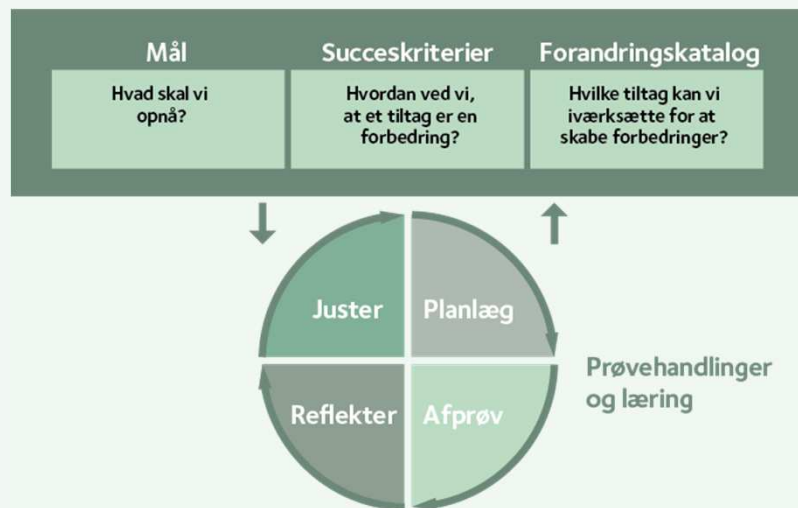 Mål
Hvad skal vi
opnå?
Succeskriterier
Hvordan ved vi,
at et tiltag er en
forbedring?
Forandringskatalog
Hvilke tiltag kan vi
iværksætte for at
skabe forbedringer?
Juster
Planlæg
Reflekter
Afprøv
Prøvehandlinger
og læring